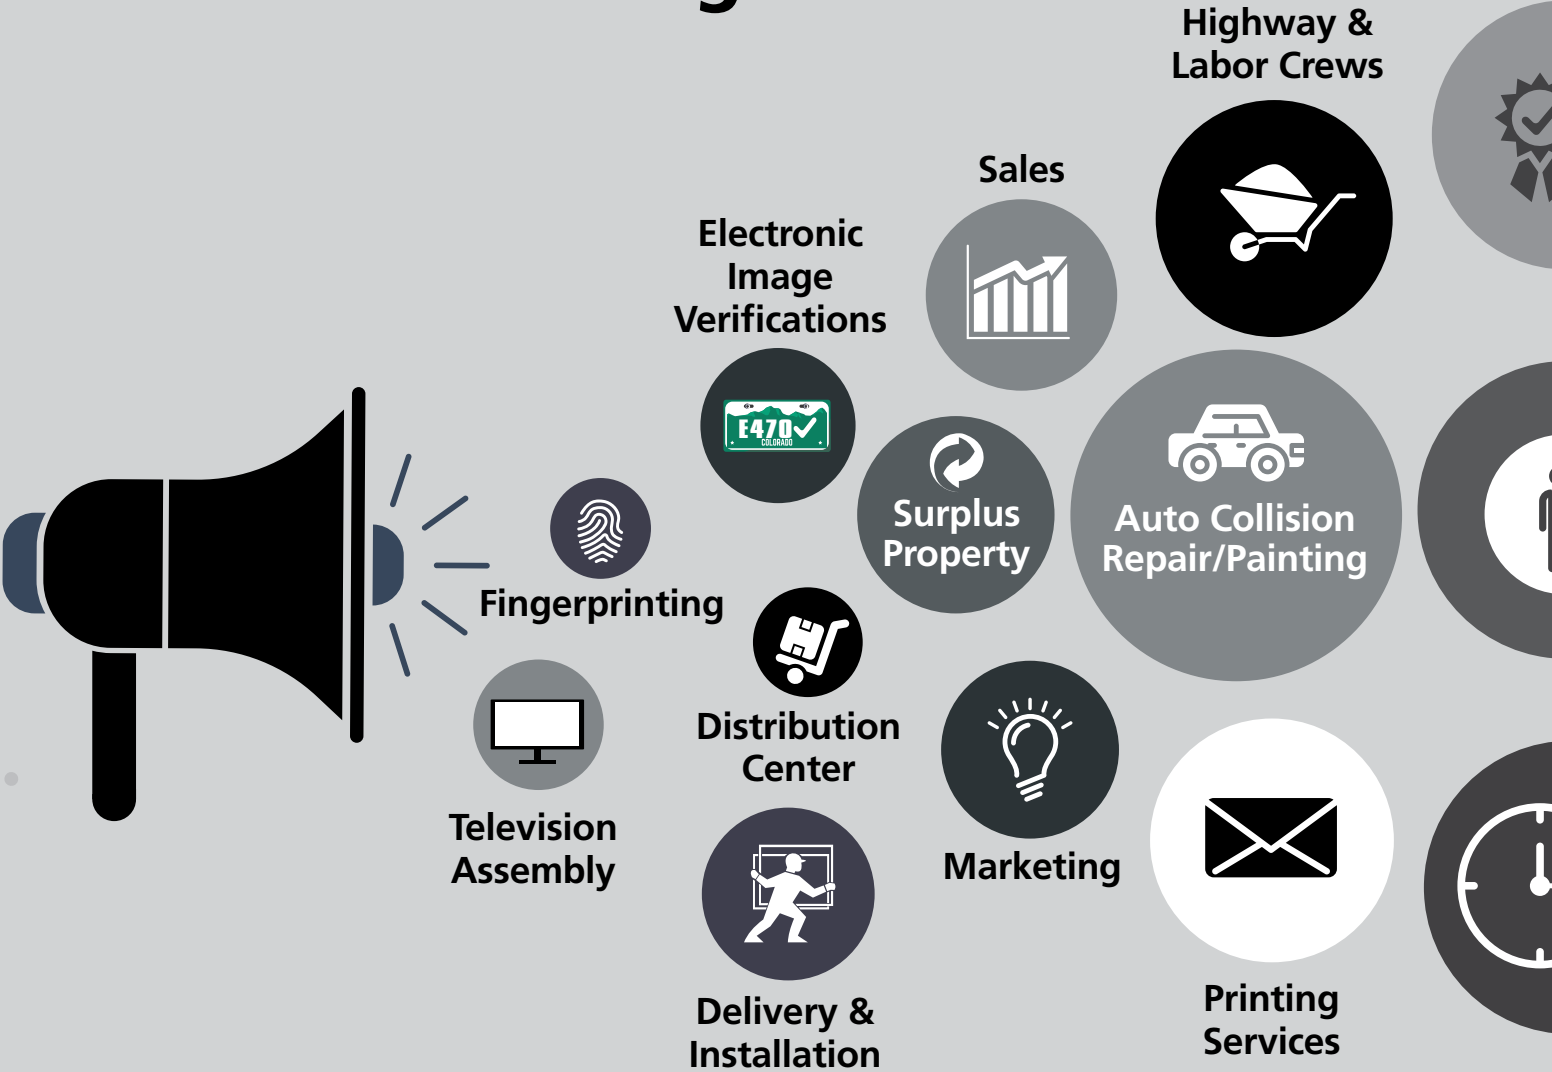 Highway &
Labor Crews
Sales
Electronic
Image
Verifications
E470
COLORADO
Surplus
Property
Auto Collision
Repair/Painting
Fingerprinting
Distribution
Center
Television
Assembly
Marketing
Delivery &
Installation
Printing
Services